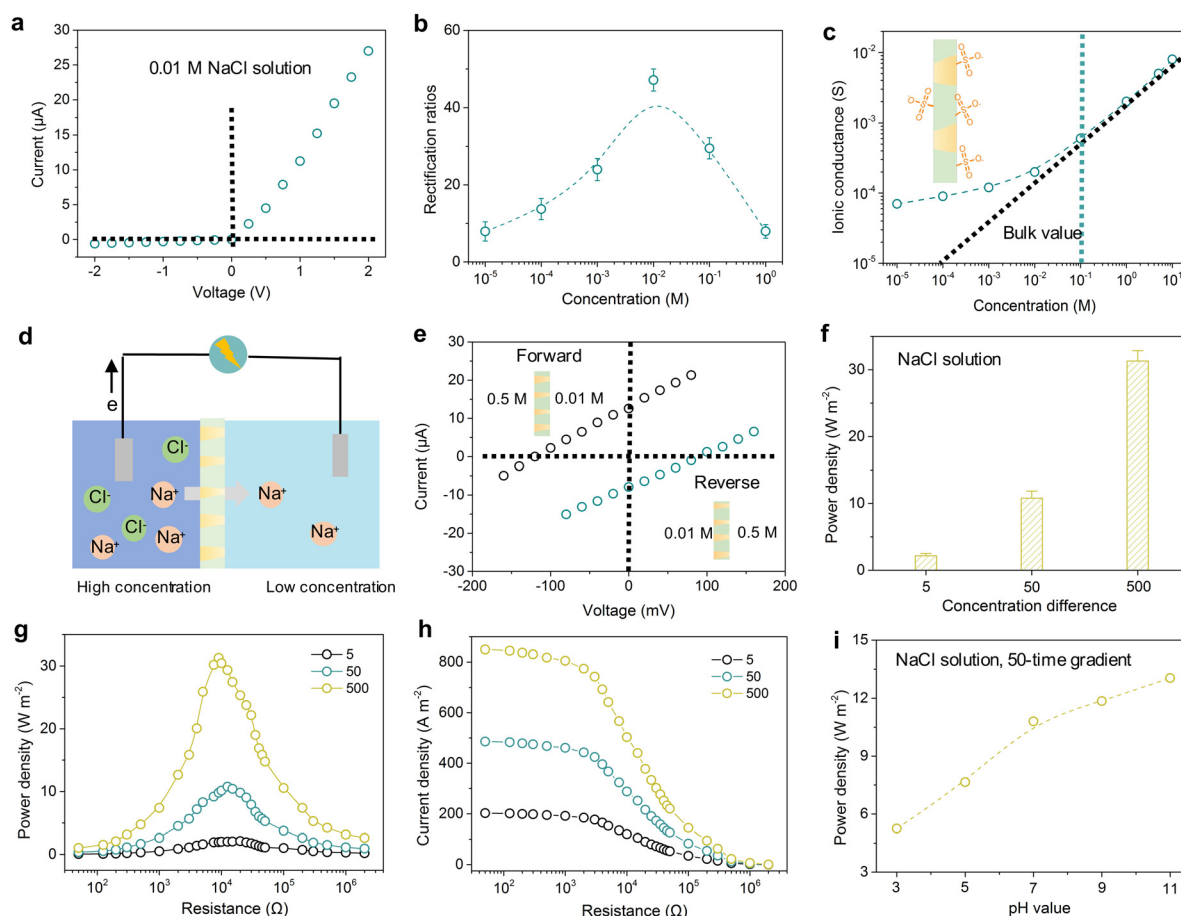 a
0.01 M NaCl solution
30
25
20
15
10
5
0
-2
-1
0
1
2
Current (μA)
Voltage (V)
b
60
40
20
0
10⁻⁵
10⁻⁴
10⁻³
10⁻²
10⁻¹
10⁰
Rectification ratios
Concentration (M)
c
10⁻²
10⁻³
10⁻⁴
10⁻⁵
Bulk value
10⁻⁵
10⁻⁴
10⁻³
10⁻²
10⁻¹
10⁰
10¹
Ionic conductance (S)
Concentration (M)
d
e
Cl⁻
Cl⁻
Cl⁻
Na⁺
Na⁺
Na⁺
Na⁺
Na⁺
High concentration
Low concentration
e
Forward
0.5 M
0.01 M
Reverse
0.01 M
0.5 M
30
20
10
0
-10
-20
-30
-200
-100
0
100
200
Current (μA)
Voltage (mV)
f
NaCl solution
30
20
10
0
5
50
500
Power density (W m⁻²)
Concentration difference
g
5
50
500
30
20
10
0
10²
10³
10⁴
10⁵
10⁶
Power density (W m⁻²)
Resistance (Ω)
h
5
50
500
800
600
400
200
0
10²
10³
10⁴
10⁵
10⁶
Current density (A m⁻²)
Resistance (Ω)
i
NaCl solution, 50-time gradient
15
12
9
6
3
3
5
7
9
11
Power density (W m⁻²)
pH value